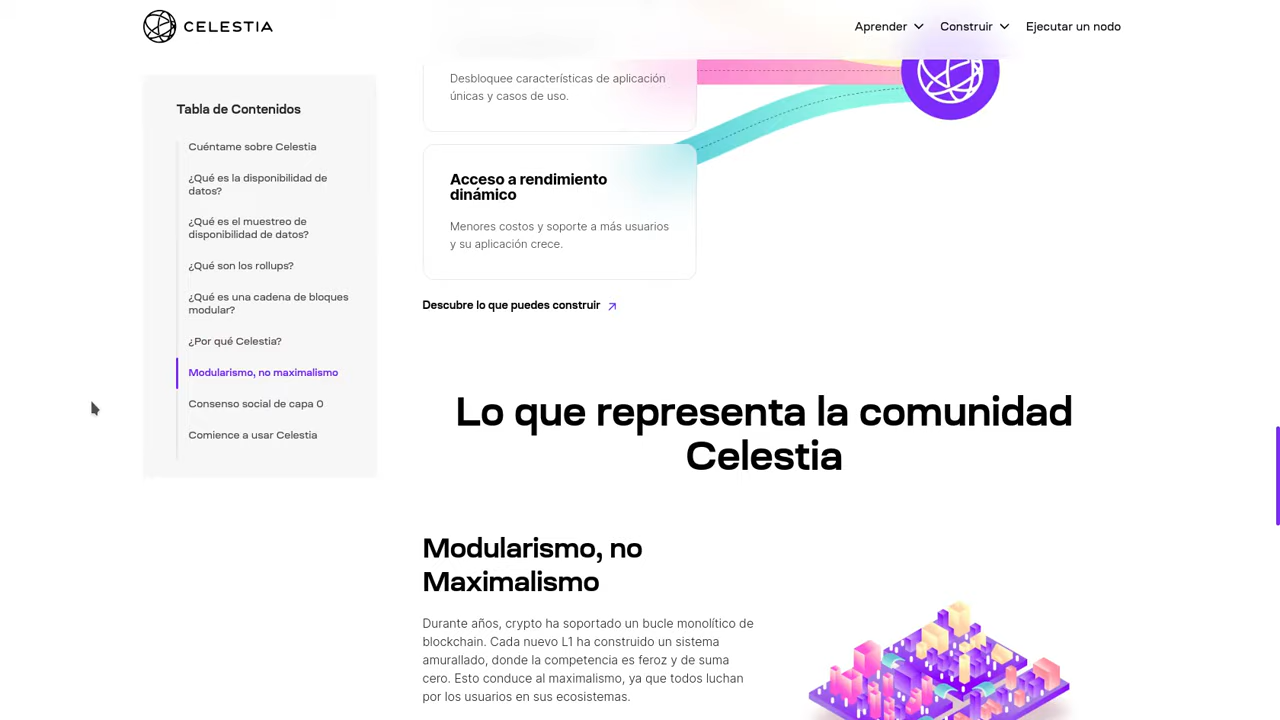 CELESTIA
Aprender
Construir
Ejecutar un nodo
Tabla de Contenidos
Cuéntame sobre Celestia
¿Qué es la disponibilidad de
datos?
¿Qué es el muestreo de
disponibilidad de datos?
¿Qué son los rollups?
¿Qué es una cadena de bloques
modular?
¿Por qué Celestia?
Modularismo, no maximalismo
Consenso social de capa 0
Comience a usar Celestia
Desbloquee características de aplicación
únicas y casos de uso.
Acceso a rendimiento
dinámico
Menores costos y soporte a más usuarios
y su aplicación crece.
Descubre lo que puedes construir
Lo que representa la comunidad
Celestia
Modularismo, no
Maximalismo
Durante años, crypto ha soportado un bucle monolítico de
blockchain. Cada nuevo L1 ha construido un sistema
amurallado, donde la competencia es feroz y de suma
cero. Esto conduce al maximalismo, ya que todos luchan
por los usuarios en sus ecosistemas.